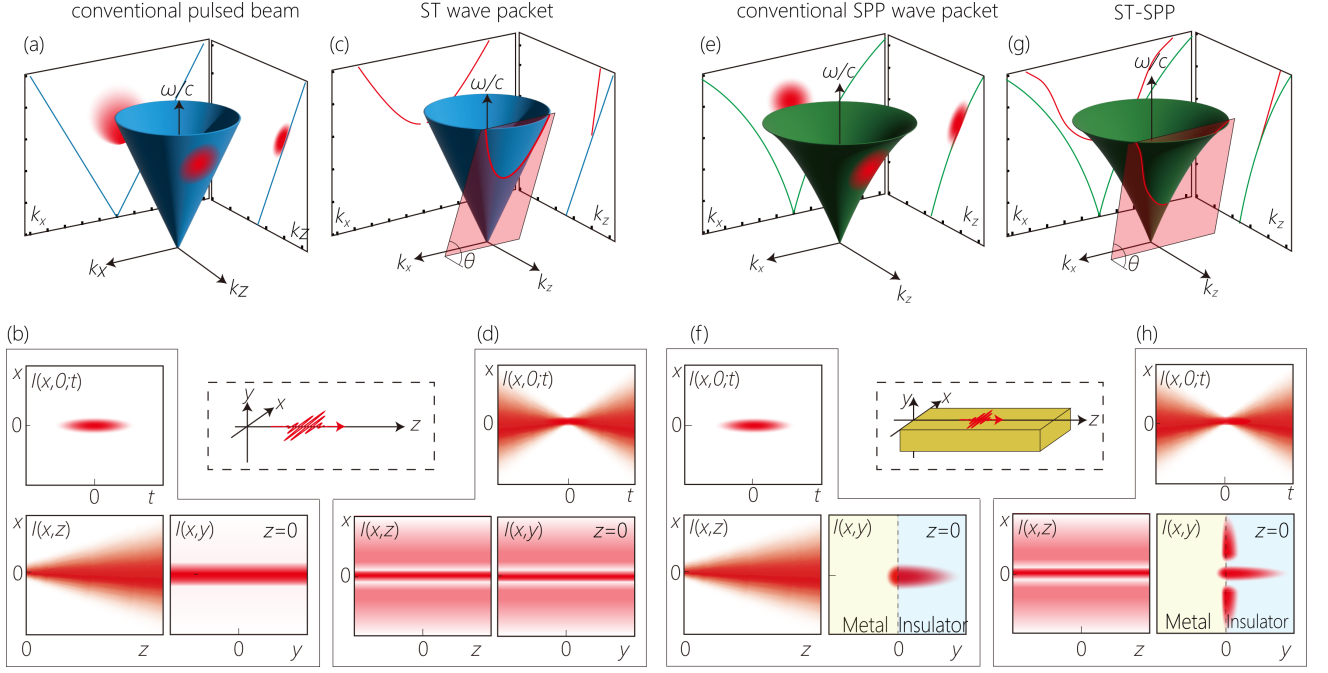 conventional pulsed beam
ST wave packet
conventional SPP wave packet
ST-SPP
(a)
ω/c
kx
kz
kx
kz
(c)
ω/c
kx
kz
kx
θ
kz
(e)
ω/c
kx
kz
kx
kz
(g)
ω/c
kx
kz
kx
θ
kz
(b)
x
I(x,0;t)
0
0
t
I(x,z)
x
0
0
z
I(x,y)
z=0
0
y
y
x
z
(d)
x
I(x,0;t)
0
0
t
x
I(x,z)
0
0
z
I(x,y)
z=0
0
y
(f)
x
I(x,0;t)
0
0
t
x
I(x,z)
0
0
z
I(x,y)
z=0
Metal
Insulator
0
y
y
x
z
(h)
x
I(x,0;t)
0
0
t
x
I(x,z)
0
0
z
I(x,y)
z=0
Metal
Insulator
0
y